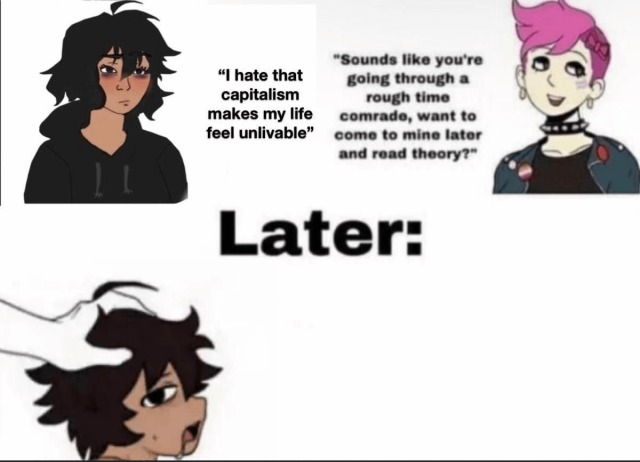 “I hate that
capitalism
makes my life
feel unlivable”
"Sounds like you're
going through a
rough time
comrade, want to
come to mine later
and read theory?"
Later: